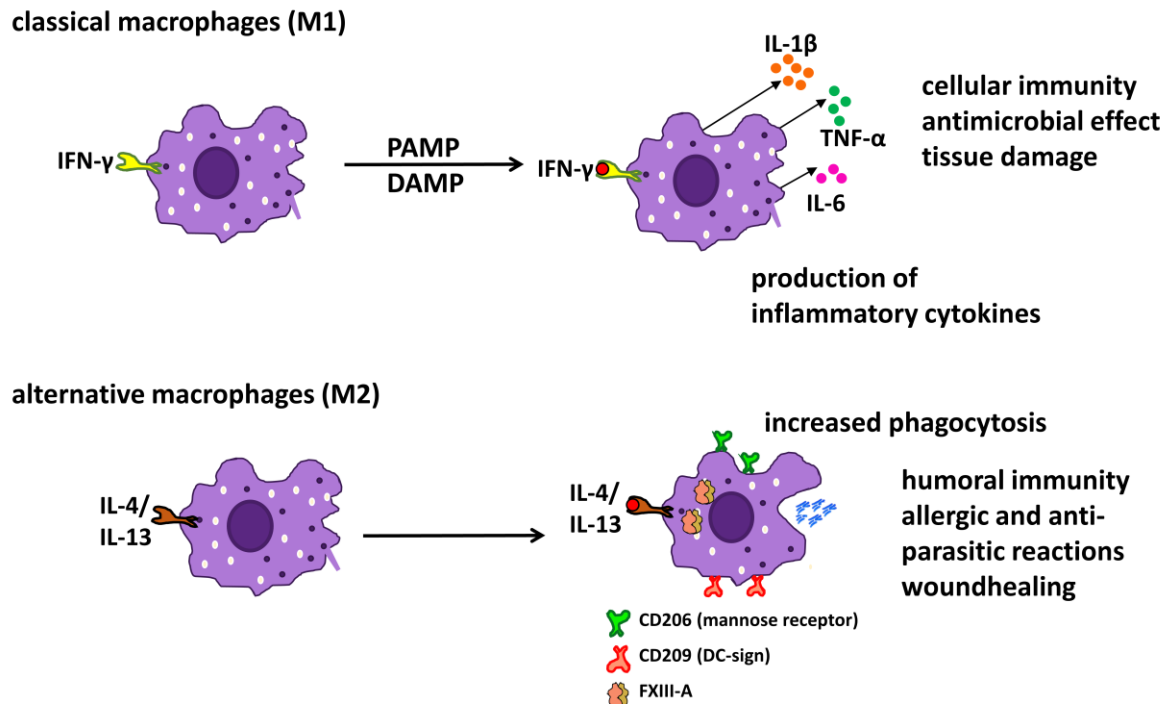 classical macrophages (M1)
IL-1β
cellular immunity
antimicrobial effect
tissue damage
TNF-α
IFN-γ
PAMP
DAMP
IFN-γ
IL-6
production of
inflammatory cytokines
alternative macrophages (M2)
increased phagocytosis
IL-4/
IL-13
IL-4/
IL-13
humoral immunity
allergic and anti-
parasitic reactions
woundhealing
CD206 (mannose receptor)
CD209 (DC-sign)
FXIII-A